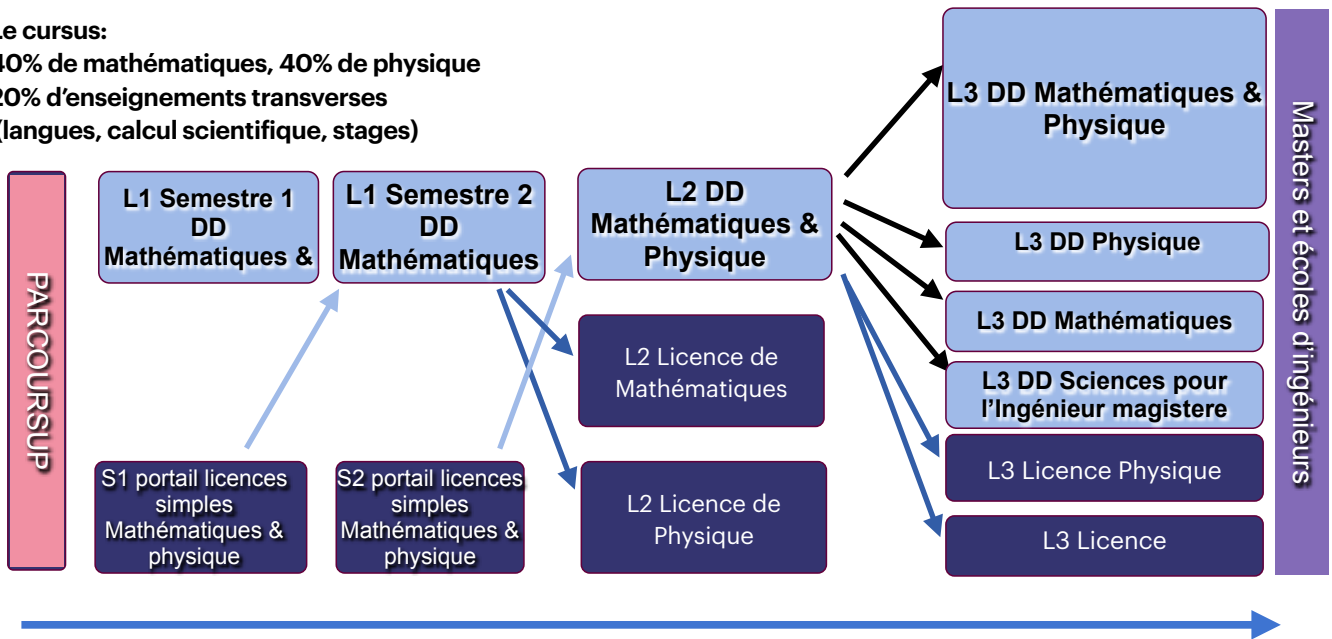 Le cursus:
40% de mathématiques, 40% de physique
20% d'enseignements transverses
(langues, calcul scientifique, stages)
PARCOURSUP
L1 Semestre 1
DD
Mathématiques &
L1 Semestre 2
DD
Mathématiques
L2 DD
Mathématiques &
Physique
L3 DD Mathématiques &
Physique
L3 DD Physique
L3 DD Mathématiques
L3 DD Sciences pour
l'Ingénieur magistere
L2 Licence de
Mathématiques
S1 portail licences
simples
Mathématiques &
physique
S2 portail licences
simples
Mathématiques &
physique
L2 Licence de
Physique
L3 Licence Physique
L3 Licence
Masters et écoles d'ingénieurs